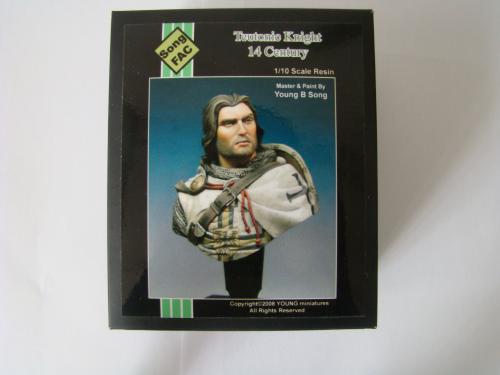 Song
FAC
Teutonic Knight
14 Century
1/10 Scale Resin
Master & Paint By
Young B Song
Copyright©2008 YOUNG miniatures
All Rights Reserved